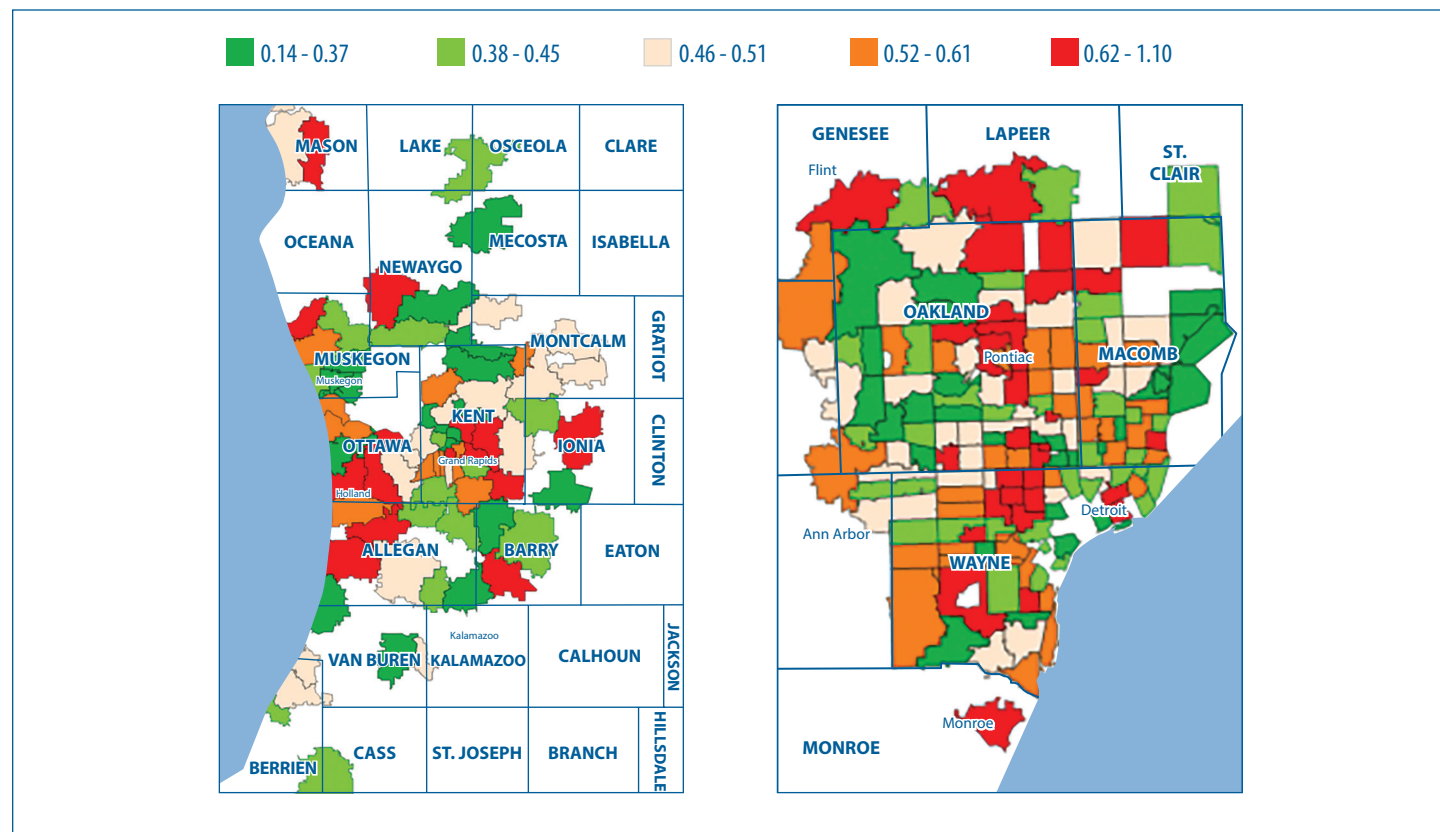 0.14 - 0.37
0.38 - 0.45
0.46 - 0.51
0.52 - 0.61
0.62 - 1.10
MASON
LAKE
OSCEOLA
CLARE
OCEANA
NEWAYGO
MECOSTA
ISABELLA
MUSKEGON
Muskegon
MONTCALM
GRATIOT
KENT
OTTAWA
Grand Rapids
IONIA
CLINTON
Holland
ALLEGAN
BARRY
EATON
Kalamazoo
VAN BUREN
KALAMAZOO
CALHOUN
JACKSON
BERRIEN
CASS
ST. JOSEPH
BRANCH
HILLSDALE
GENESEE
LAPEER
ST.
CLAIR
Flint
OAKLAND
Pontiac
MACOMB
Detroit
Ann Arbor
WAYNE
Monroe
MONROE